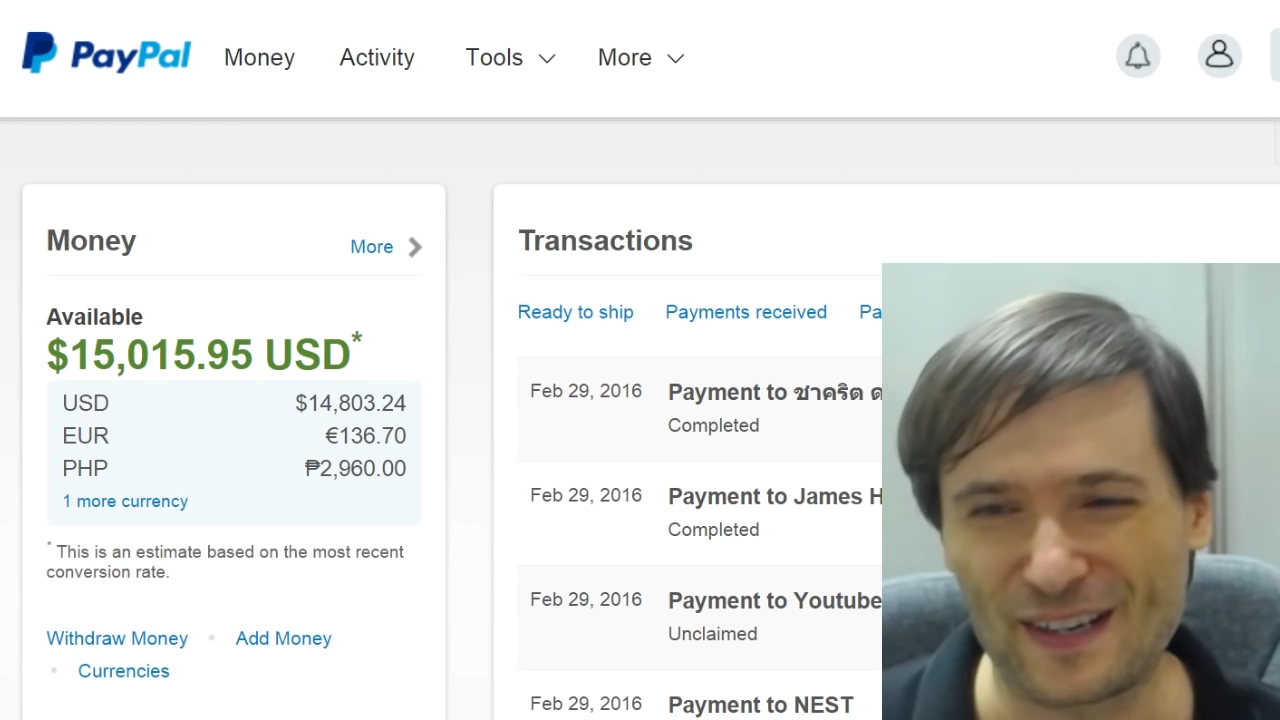 PayPal Money Activity Tools More
Money
More
Available
$15,015.95 USD*
USD $14,803.24
EUR €136.70
PHP ₱2,960.00
1 more currency
* This is an estimate based on the most recent
conversion rate.
Withdraw Money • Add Money
• Currencies
Transactions
Ready to ship Payments received Pa
Feb 29, 2016 Payment to ชาคริต ด
Completed
Feb 29, 2016 Payment to James H
Completed
Feb 29, 2016 Payment to Youtube
Unclaimed
Feb 29, 2016 Payment to NEST